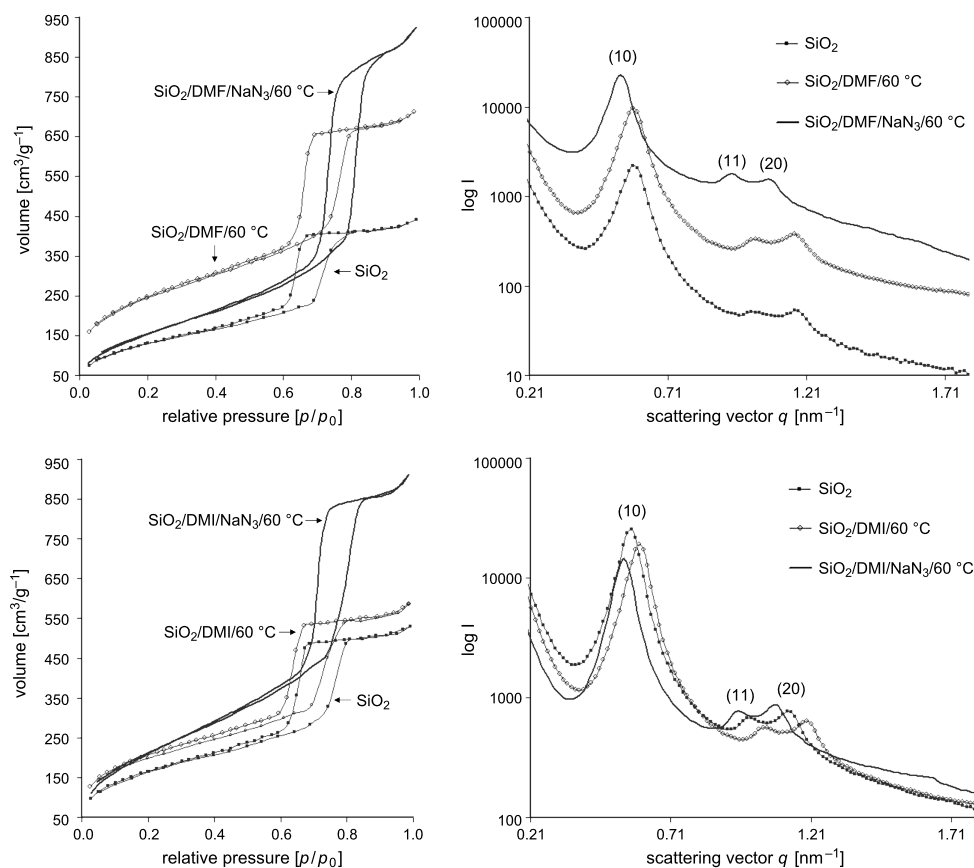 950
850
750
650
550
450
350
250
150
50
volume [cm³/g⁻¹]
SiO₂/DMF/NaN₃/60 °C
SiO₂/DMF/60 °C
SiO₂
0.0 0.2 0.4 0.6 0.8 1.0
relative pressure [p/p₀]
100000
10000
1000
100
10
log I
(10)
(11)
(20)
SiO₂
SiO₂/DMF/60 °C
SiO₂/DMF/NaN₃/60 °C
0.21 0.71 1.21 1.71
scattering vector q [nm⁻¹]
950
850
750
650
550
450
350
250
150
50
volume [cm³/g⁻¹]
SiO₂/DMI/NaN₃/60 °C
SiO₂/DMI/60 °C
SiO₂
0.0 0.2 0.4 0.6 0.8 1.0
relative pressure [p/p₀]
100000
10000
1000
100
log I
(10)
(11)
(20)
SiO₂
SiO₂/DMI/60 °C
SiO₂/DMI/NaN₃/60 °C
0.21 0.71 1.21 1.71
scattering vector q [nm⁻¹]